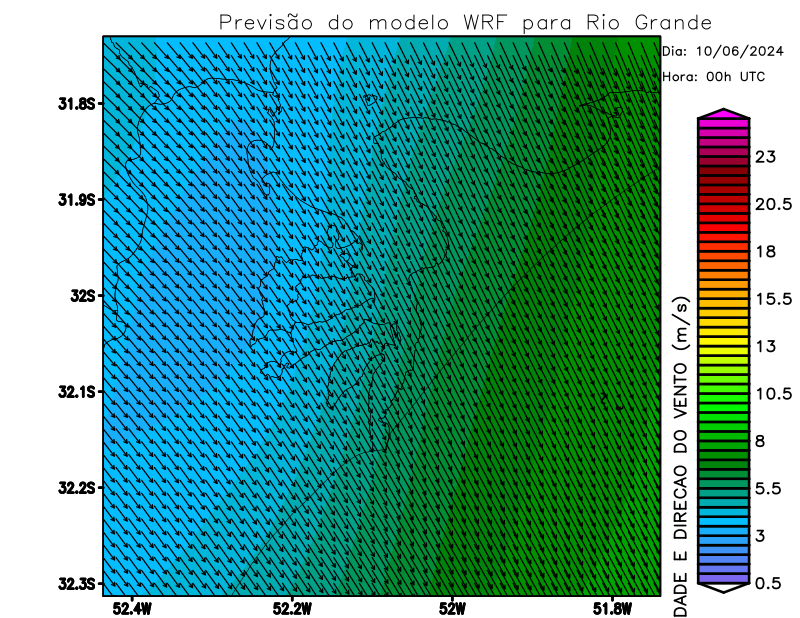 Previsão do modelo WRF para Rio Grande
Dia: 10/06/2024
Hora: 00h UTC
31.8S
31.9S
32S
32.1S
32.2S
32.3S
52.4W
52.2W
52W
51.8W
23
20.5
18
15.5
13
10.5
8
5.5
3
0.5
DADE E DIRECAO DO VENTO (m/s)